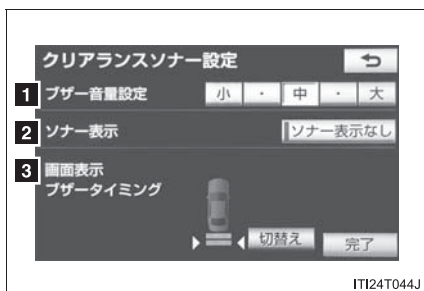 クリアランスソナー設定
1 ブザー音量設定 小 ・ 中 ・ 大
2 ソナー表示 ソナー表示なし
3 画面表示
ブザータイミング
切替え 完了
ITI24T044J